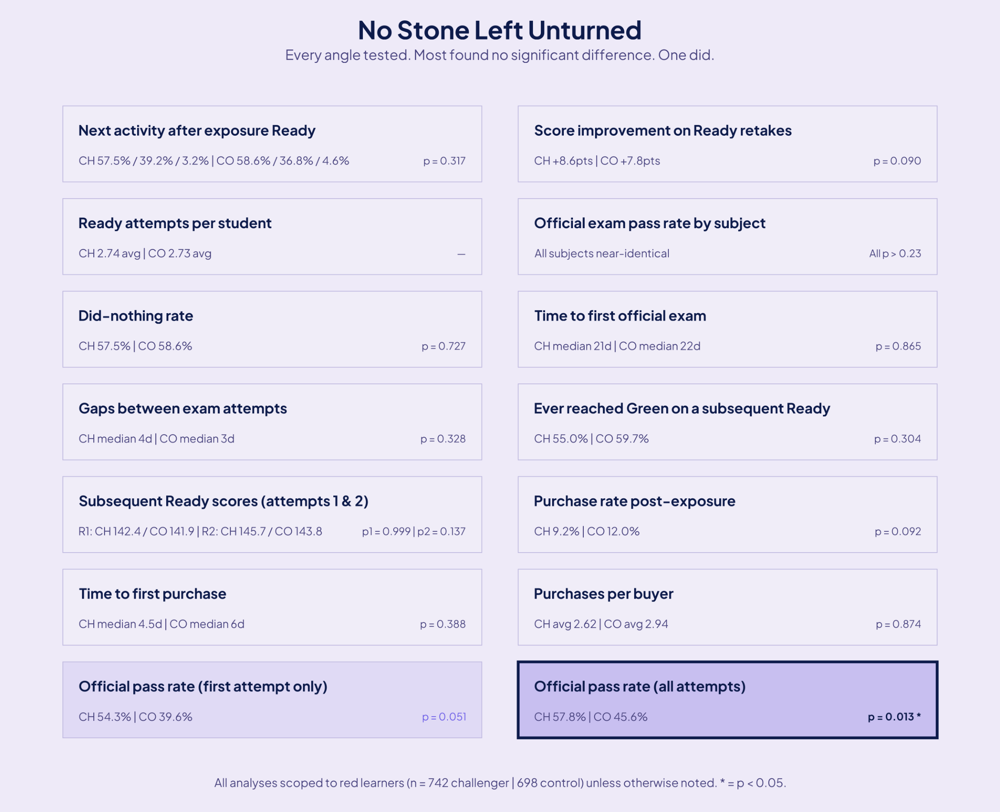 No Stone Left Unturned
Every angle tested. Most found no significant difference. One did.
Next activity after exposure Ready
CH 57.5% / 39.2% / 3.2% | CO 58.6% / 36.8% / 4.6%
p = 0.317
Score improvement on Ready retakes
CH +8.6pts | CO +7.8pts
p = 0.090
Ready attempts per student
CH 2.74 avg | CO 2.73 avg
—
Official exam pass rate by subject
All subjects near-identical
All p > 0.23
Did-nothing rate
CH 57.5% | CO 58.6%
p = 0.727
Time to first official exam
CH median 21d | CO median 22d
p = 0.865
Gaps between exam attempts
CH median 4d | CO median 3d
p = 0.328
Ever reached Green on a subsequent Ready
CH 55.0% | CO 59.7%
p = 0.304
Subsequent Ready scores (attempts 1 & 2)
R1: CH 142.4 / CO 141.9 | R2: CH 145.7 / CO 143.8
p1 = 0.999 | p2 = 0.137
Purchase rate post-exposure
CH 9.2% | CO 12.0%
p = 0.092
Time to first purchase
CH median 4.5d | CO median 6d
p = 0.388
Purchases per buyer
CH avg 2.62 | CO avg 2.94
p = 0.874
Official pass rate (first attempt only)
CH 54.3% | CO 39.6%
p = 0.051
Official pass rate (all attempts)
CH 57.8% | CO 45.6%
p = 0.013 *
All analyses scoped to red learners (n = 742 challenger | 698 control) unless otherwise noted. * = p < 0.05.